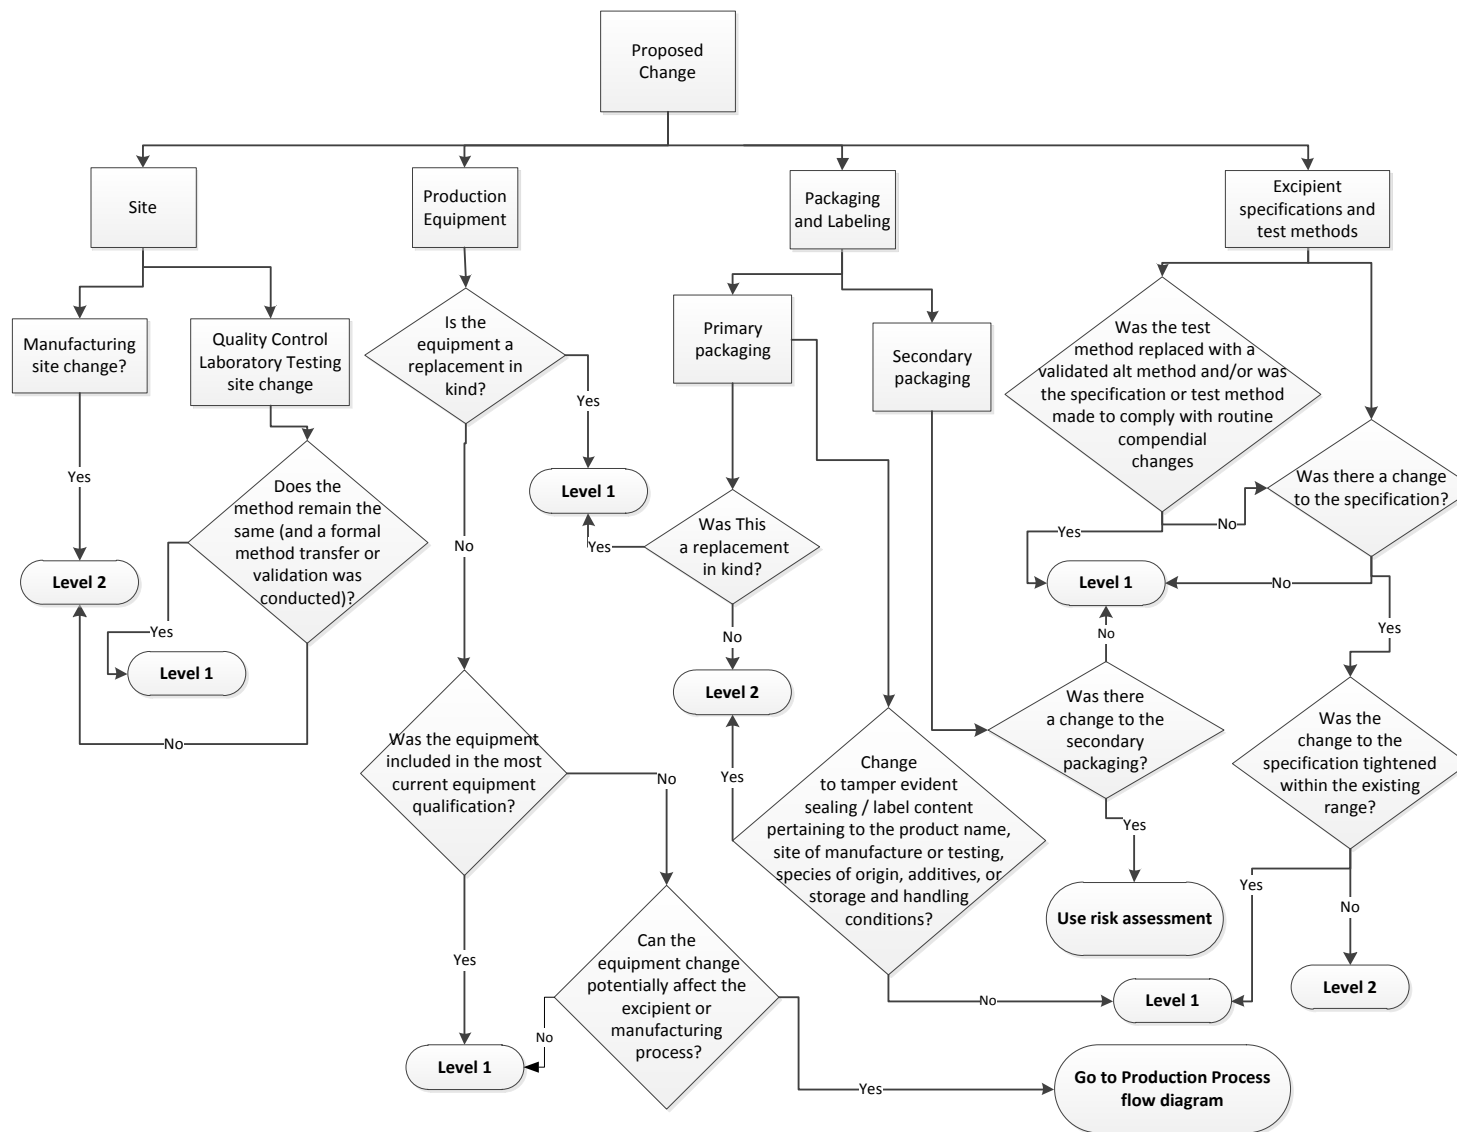 Proposed
Change
Site
Production
Equipment
Packaging
and Labeling
Excipient
specifications and
test methods
Manufacturing
site change?
Quality Control
Laboratory Testing
site change
Is the
equipment a
replacement in
kind?
Primary
packaging
Secondary
packaging
Was the test
method replaced with a
validated alt method and/or was
the specification or test method
made to comply with routine
compendial
changes
Yes
Yes
Does the
method remain the
same (and a formal
method transfer or
validation was
conducted)?
Level 1
Was This
a replacement
in kind?
Yes
Was there a change
to the specification?
Yes
No
No
Level 2
Level 1
No
Yes
Level 1
No
No
Yes
No
Level 2
Was the equipment
included in the most
current equipment
qualification?
No
Yes
Change
to tamper evident
sealing / label content
pertaining to the product name,
site of manufacture or testing,
species of origin, additives, or
storage and handling
conditions?
Was there
a change to the
secondary
packaging?
Yes
Was the
change to the
specification tightened
within the existing
range?
Yes
No
Use risk assessment
Yes
Can the
equipment change
potentially affect the
excipient or
manufacturing
process?
No
Level 1
Level 2
No
Level 1
Yes
Go to Production Process
flow diagram